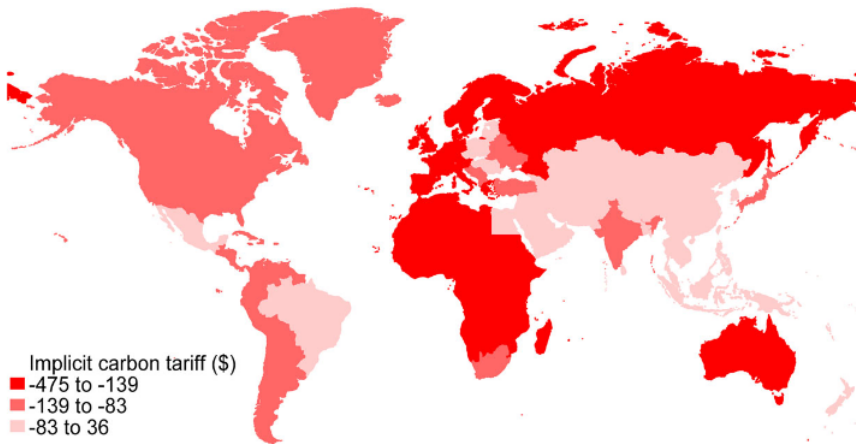 Implicit carbon tariff ($)
-475 to -139
-139 to -83
-83 to 36